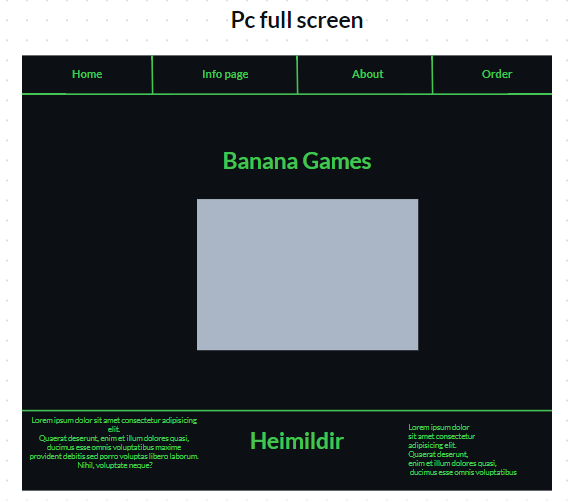 Pc full screen
Home Info page About Order
Banana Games
Lorem ipsum dolor sit amet consectetur adipisicing
elit.
Quaerat deserunt, enim et illum dolores quasi,
ducimus esse omnis voluptatibus maxime
provident debitis sed porro voluptas libero laborum.
Nihil, voluptate neque?
Heimildir
Lorem ipsum dolor
sit amet consectetur
adipisicing elit.
Quaerat deserunt,
enim et illum dolores quasi,
ducimus esse omnis voluptatibus